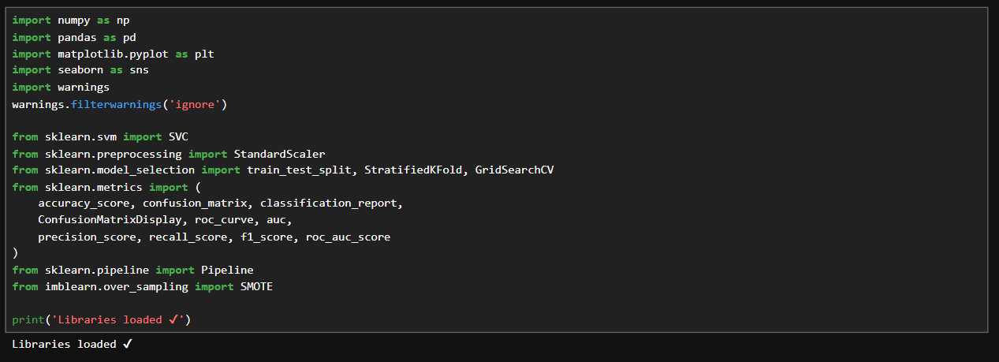 import numpy as np
import pandas as pd
import matplotlib.pyplot as plt
import seaborn as sns
import warnings
warnings.filterwarnings('ignore')

from sklearn.svm import SVC
from sklearn.preprocessing import StandardScaler
from sklearn.model_selection import train_test_split, StratifiedKFold, GridSearchCV
from sklearn.metrics import (
    accuracy_score, confusion_matrix, classification_report,
    ConfusionMatrixDisplay, roc_curve, auc,
    precision_score, recall_score, f1_score, roc_auc_score
)
from sklearn.pipeline import Pipeline
from imblearn.over_sampling import SMOTE

print('Libraries loaded ✓')
Libraries loaded ✓